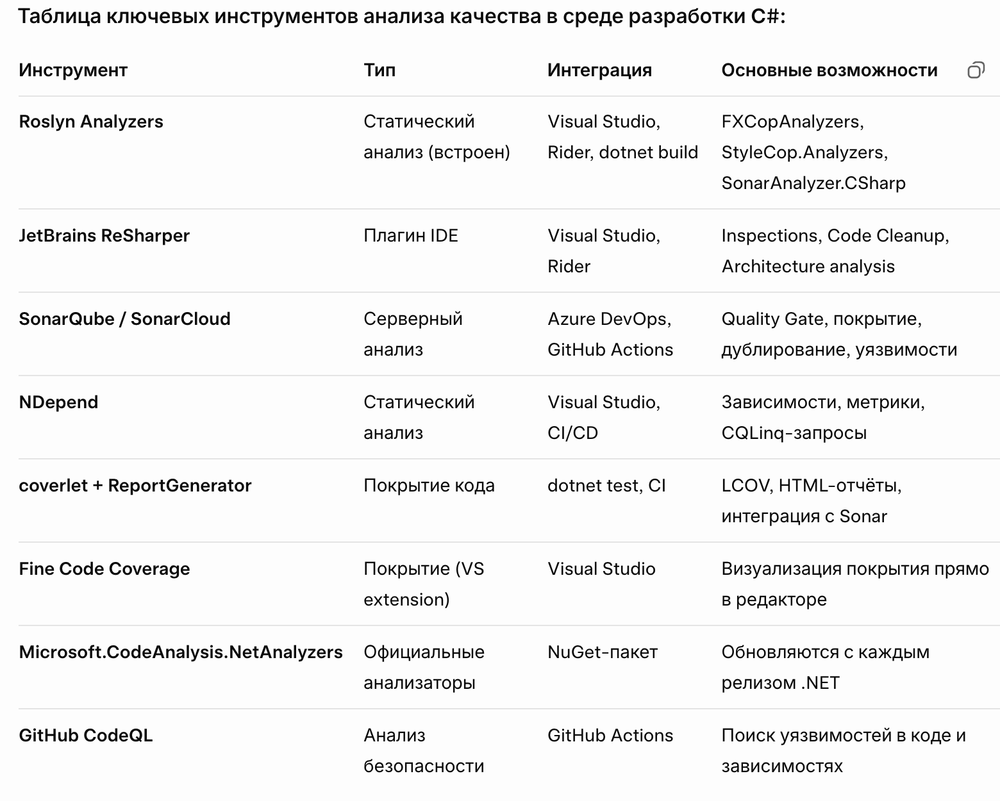 Таблица ключевых инструментов анализа качества в среде разработки C#:
Инструмент Тип Интеграция Основные возможности
Roslyn Analyzers Статический Visual Studio, FXCopAnalyzers,
анализ (встроен) Rider, dotnet build StyleCop.Analyzers,
SonarAnalyzer.CSharp
JetBrains ReSharper Плагин IDE Visual Studio, Inspections, Code Cleanup,
Rider Architecture analysis
SonarQube / SonarCloud Серверный Azure DevOps, Quality Gate, покрытие,
анализ GitHub Actions дублирование, уязвимости
NDepend Статический Visual Studio, Зависимости, метрики,
анализ CI/CD CQLinq-запросы
coverlet + ReportGenerator Покрытие кода dotnet test, CI LCOV, HTML-отчёты,
интеграция с Sonar
Fine Code Coverage Покрытие (VS Visual Studio Визуализация покрытия прямо
extension) в редакторе
Microsoft.CodeAnalysis.NetAnalyzers Официальные NuGet-пакет Обновляются с каждым
анализаторы релизом .NET
GitHub CodeQL Анализ GitHub Actions Поиск уязвимостей в коде и
безопасности зависимостях